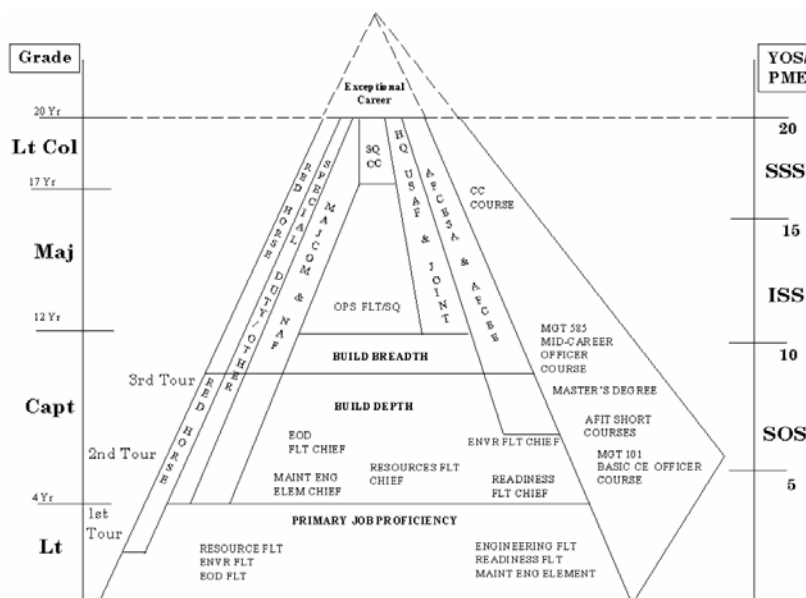 Grade
YOS/
PME
Exceptional
Career
20 Yr
20
Lt Col
SQ
CC
SSS
17 Yr
CC
COURSE
15
RED HORSE
SPECIAL DUTY/OTHER
MAJCOM & NAF
HQ USAF & JOINT
AFCESA & AFCEE
Maj
ISS
OPS FLT/SQ
12 Yr
10
MGT 585
MID-CAREER
OFFICER
COURSE
BUILD BREADTH
3rd Tour
MASTER'S DEGREE
Capt
BUILD DEPTH
RED HORSE
AFIT SHORT
COURSES
SOS
EOD
FLT CHIEF
ENVR FLT CHIEF
2nd Tour
MGT 101
BASIC CE OFFICER
COURSE
MAINT ENG
ELEM CHIEF
RESOURCES FLT
CHIEF
READINESS
FLT CHIEF
5
4 Yr
1st
Tour
PRIMARY JOB PROFICIENCY
Lt
RESOURCE FLT
ENVR FLT
EOD FLT
ENGINEERING FLT
READINESS FLT
MAINT ENG ELEMENT